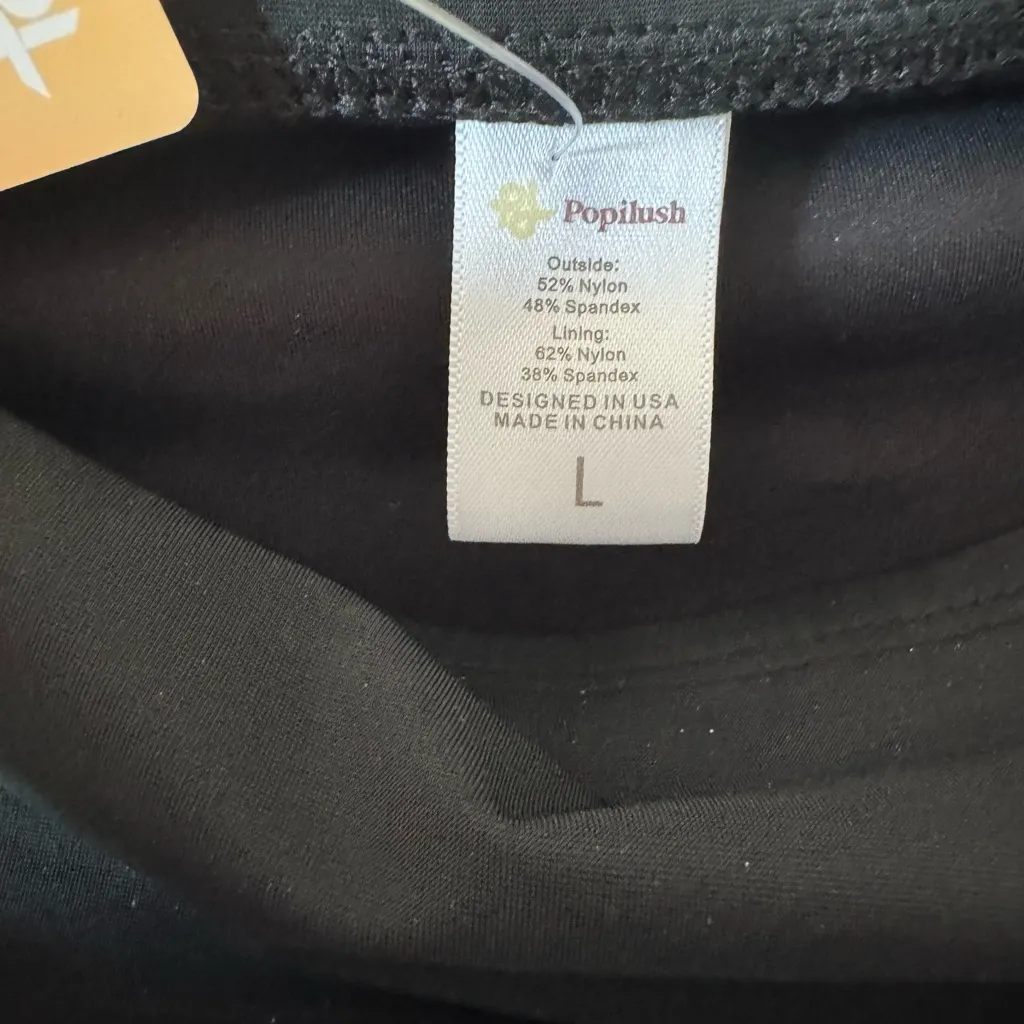 Popilush
Outside:
52% Nylon
48% Spandex
Lining:
62% Nylon
38% Spandex
DESIGNED IN USA
MADE IN CHINA
L